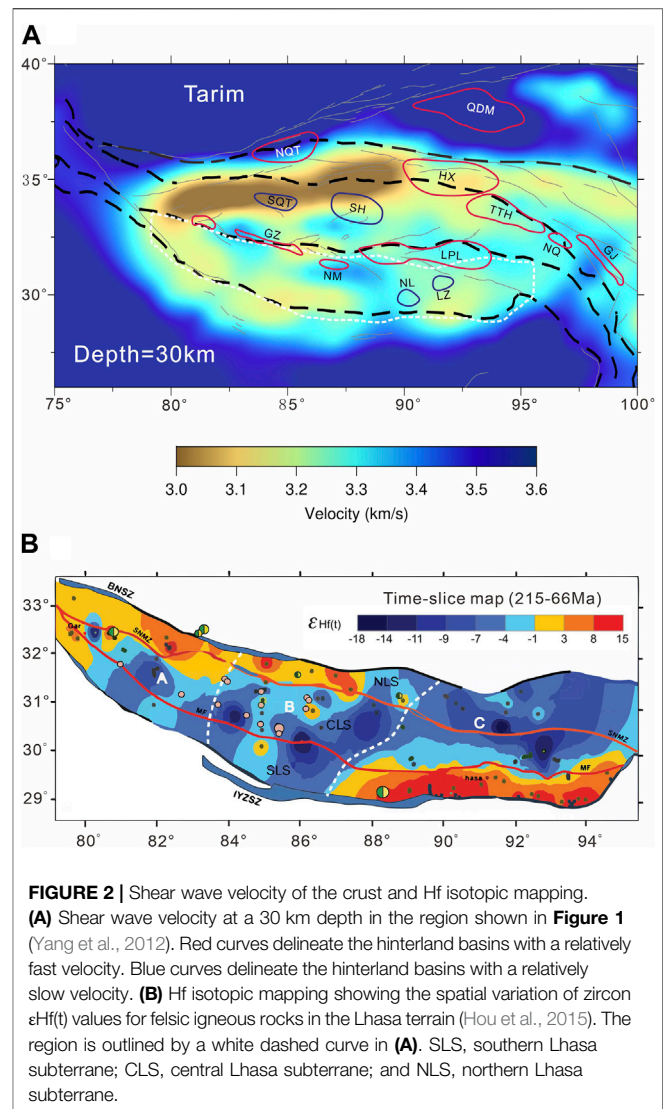 A
40°
Tarim
QDM
NQT
35°
HX
SQT
SH
TTH
GZ
NQ
GJ
LPL
NM
NL
LZ
30°
Depth=30km
75°
80°
85°
90°
95°
100°
3.0
3.1
3.2
3.3
3.4
3.5
3.6
Velocity (km/s)
B
BNSZ
Time-slice map (215-66Ma)
εHf(t)
-18 -14 -11 -9 -7 -4 -1 3 8 15
33°
Gar
SNMZ
32°
NLS
A
31°
B
MF
C
CLS
SNMZ
30°
SLS
MF
hasa
29°
IYZSZ
80°
82°
84°
86°
88°
90°
92°
94°
FIGURE 2 | Shear wave velocity of the crust and Hf isotopic mapping.
(A) Shear wave velocity at a 30 km depth in the region shown in Figure 1
(Yang et al., 2012). Red curves delineate the hinterland basins with a relatively
fast velocity. Blue curves delineate the hinterland basins with a relatively
slow velocity. (B) Hf isotopic mapping showing the spatial variation of zircon
εHf(t) values for felsic igneous rocks in the Lhasa terrain (Hou et al., 2015). The
region is outlined by a white dashed curve in (A). SLS, southern Lhasa
subterrane; CLS, central Lhasa subterrane; and NLS, northern Lhasa
subterrane.